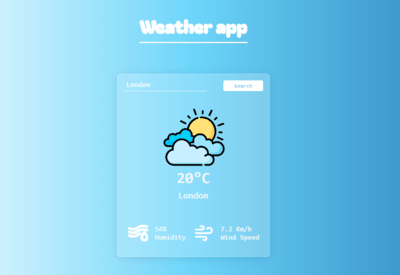 Weather app
London
Search
20°C
London
54%
Humidity
7.2 Km/h
Wind Speed